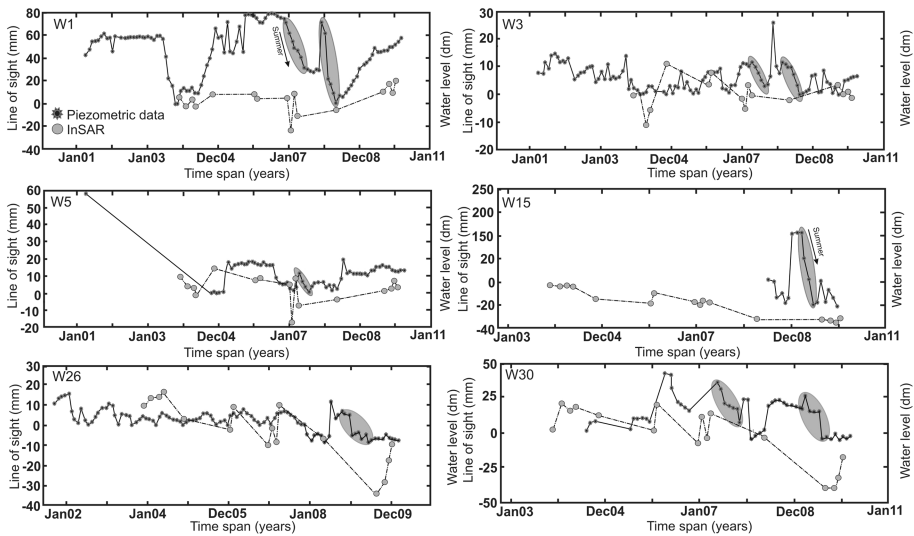 W1
80
60
40
20
0
-20
-40
Line of sight (mm)
Summer
Piezometric data
InSAR
Water level (dm)
Jan01 Jan03 Dec04 Jan07 Dec08 Jan11
Time span (years)
W3
30
20
10
0
-10
-20
Line of sight (mm)
Water level (dm)
Jan01 Jan03 Dec04 Jan07 Dec08 Jan11
Time span (years)
W5
60
50
20
20
10
0
-10
-20
Line of sight (mm)
Water level (dm)
Jan01 Jan03 Dec04 Jan07 Dec08 Jan11
Time span (years)
W15
250
200
150
20
0
-20
-40
Line of sight (mm)
Summer
Water level (dm)
Jan03 Dec04 Jan07 Dec08 Jan11
Time span (years)
W26
30
20
10
0
-10
-20
-30
-40
Line of sight (mm)
Water level (dm)
Jan02 Jan04 Dec05 Jan08 Dec09
Time span (years)
W30
50
25
0
-25
-50
Line of sight (mm)
Water level (dm)
Jan03 Dec04 Jan07 Dec08 Jan11
Time span (years)